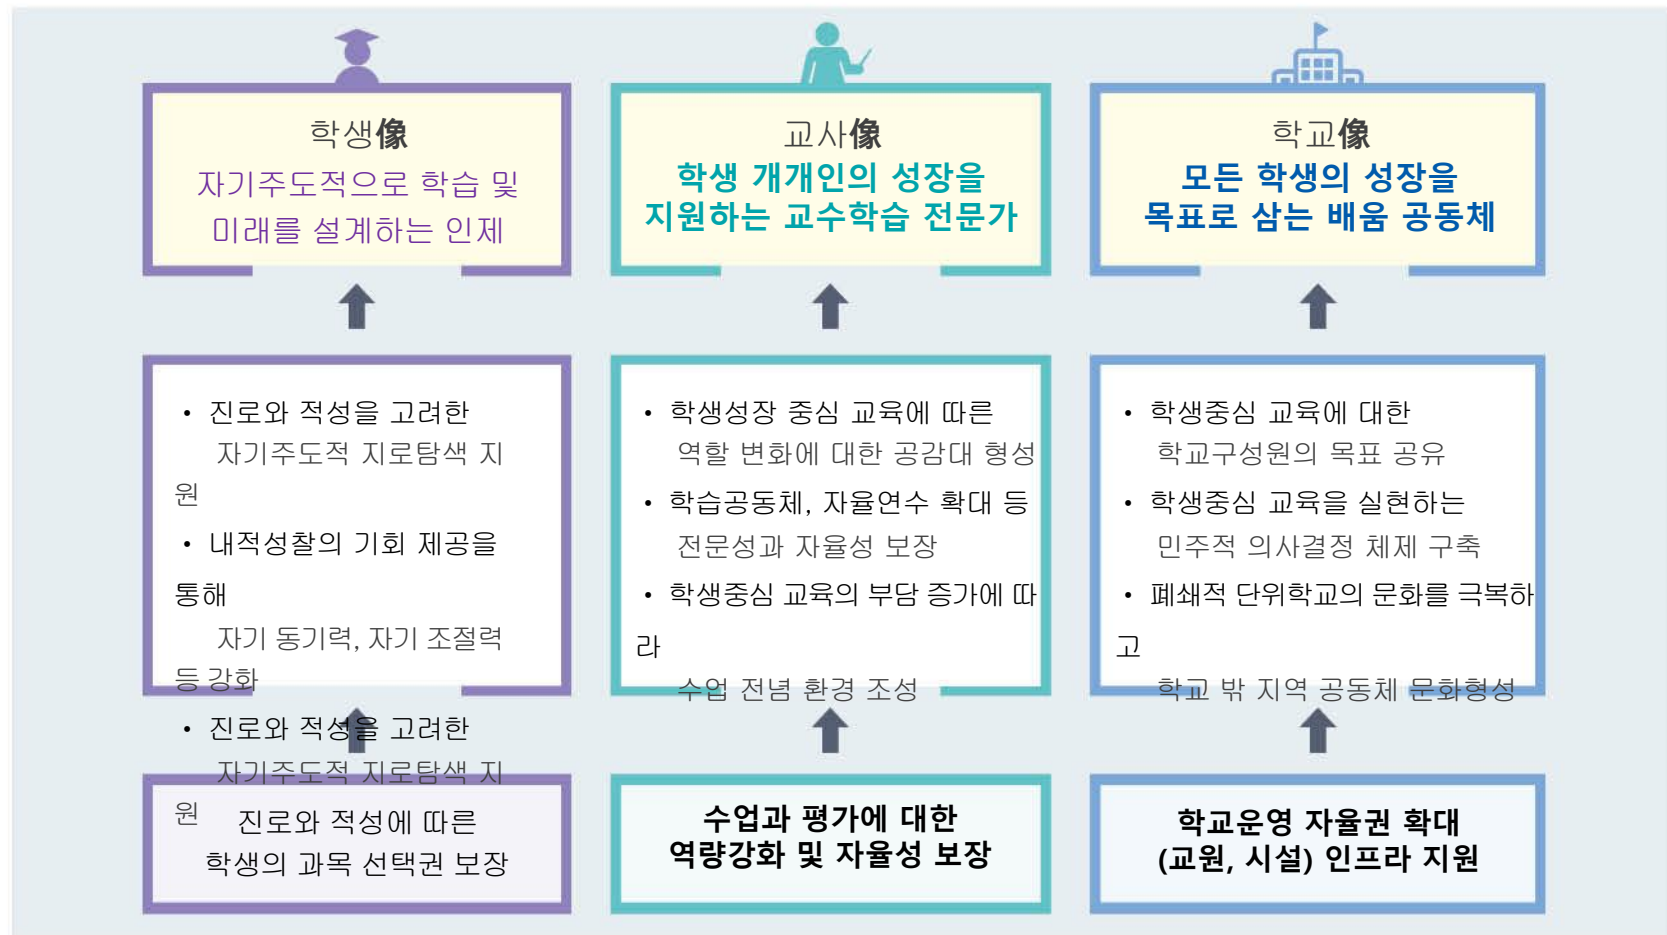 학생像
자기주도적으로 학습 및
미래를 설계하는 인제
• 진로와 적성을 고려한
자기주도적 지로탐색 지
원
• 내적성찰의 기회 제공을
통해
자기 동기력, 자기 조절력
등 강화
• 진로와 적성을 고려한
자기주도적 지로탐색 지
원
진로와 적성에 따른
학생의 과목 선택권 보장
교사像
학생 개개인의 성장을
지원하는 교수학습 전문가
• 학생성장 중심 교육에 따른
역할 변화에 대한 공감대 형성
• 학습공동체, 자율연수 확대 등
전문성과 자율성 보장
• 학생중심 교육의 부담 증가에 따
라
수업 전념 환경 조성
수업과 평가에 대한
역량강화 및 자율성 보장
학교像
모든 학생의 성장을
목표로 삼는 배움 공동체
• 학생중심 교육에 대한
학교구성원의 목표 공유
• 학생중심 교육을 실현하는
민주적 의사결정 체제 구축
• 폐쇄적 단위학교의 문화를 극복하
고
학교 밖 지역 공동체 문화형성
학교운영 자율권 확대
(교원, 시설) 인프라 지원